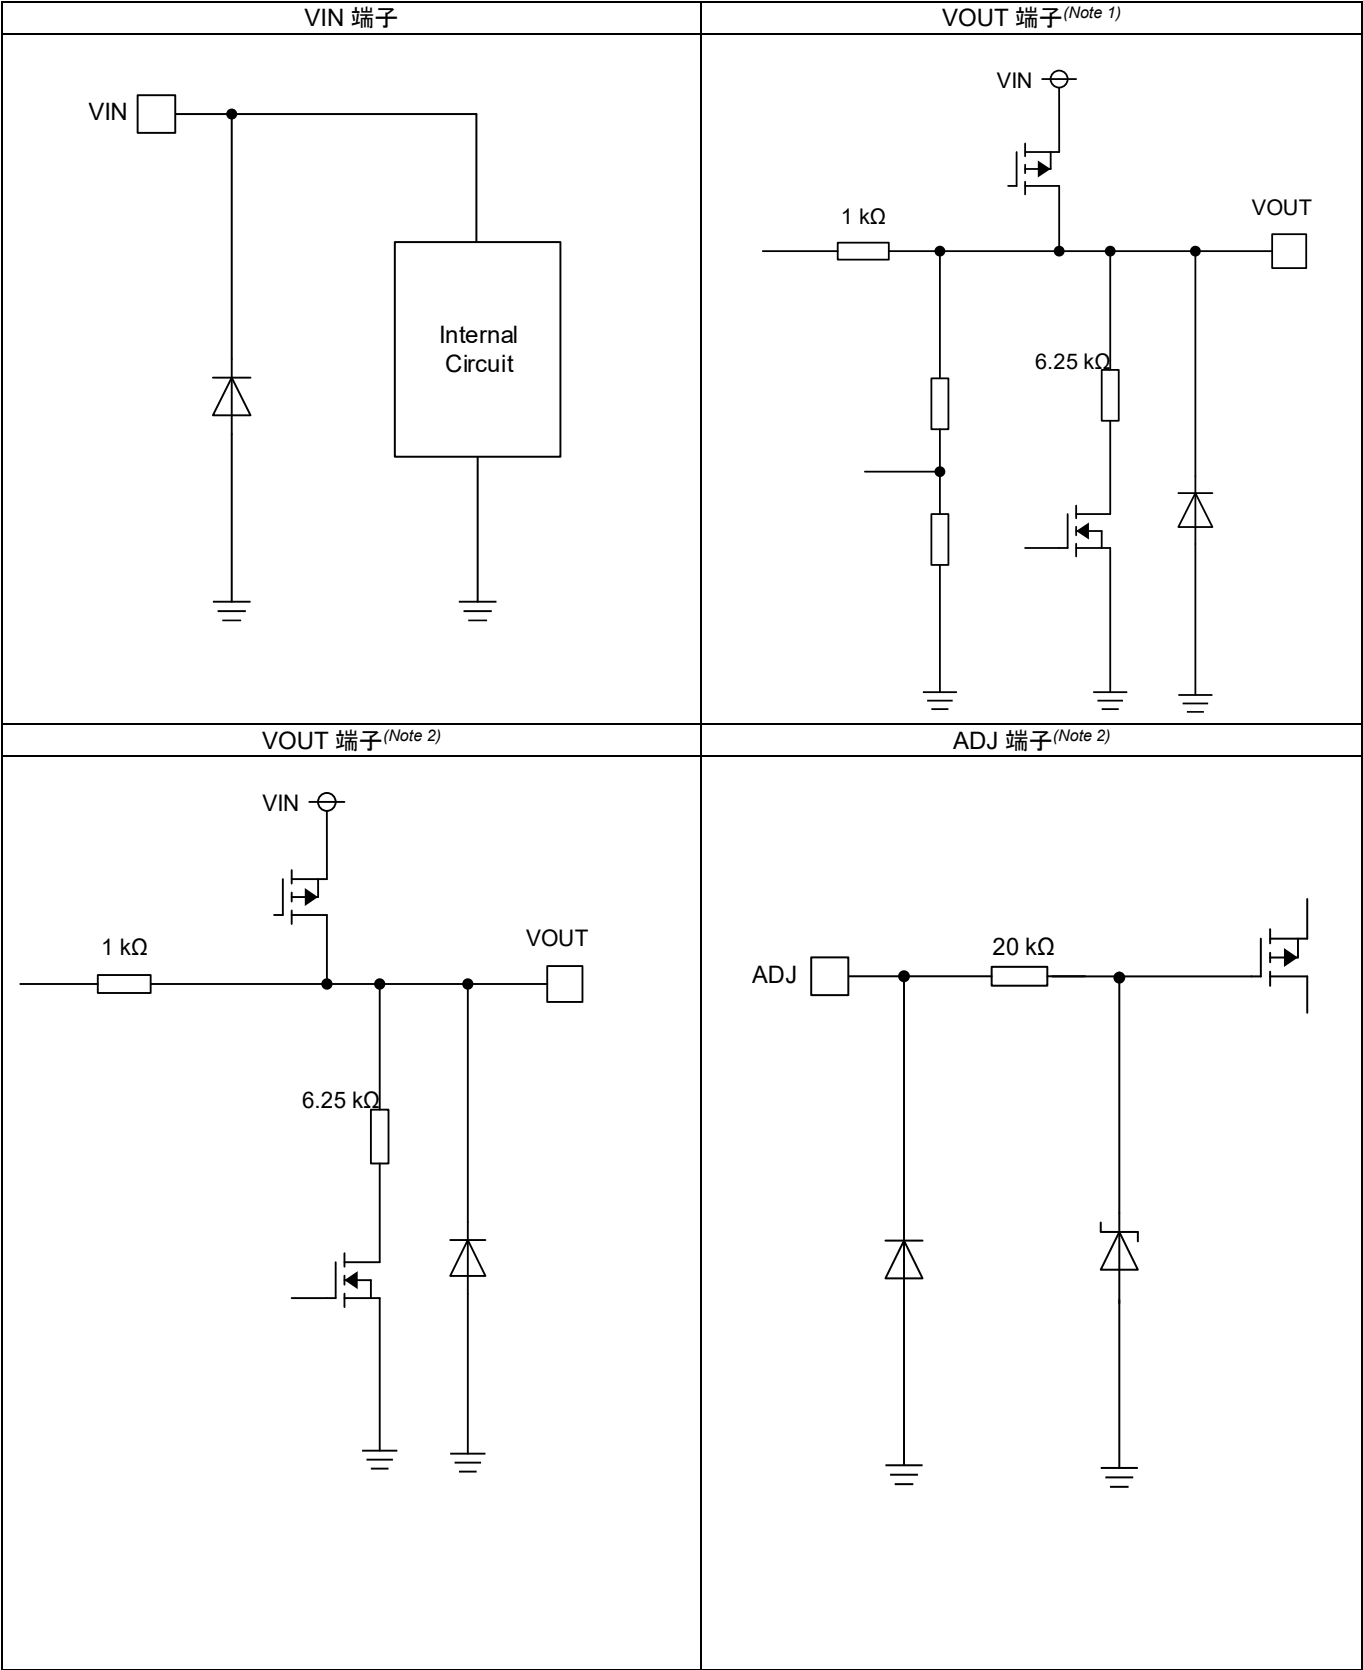 VIN 端子
VOUT 端子(Note 1)
VIN
Internal
Circuit
VIN
1 kΩ
VOUT
6.25 kΩ
VOUT 端子(Note 2)
ADJ 端子(Note 2)
VIN
1 kΩ
VOUT
6.25 kΩ
ADJ
20 kΩ